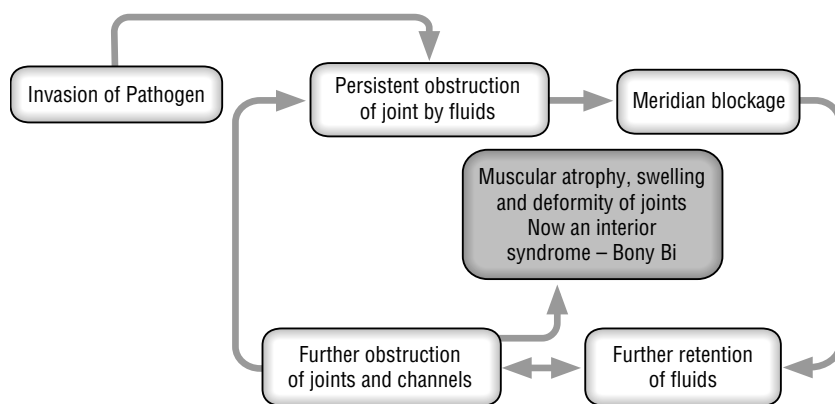 Invasion of Pathogen
Persistent obstruction
of joint by fluids
Meridian blockage
Muscular atrophy, swelling
and deformity of joints
Now an interior
syndrome – Bony Bi
Further obstruction
of joints and channels
Further retention
of fluids